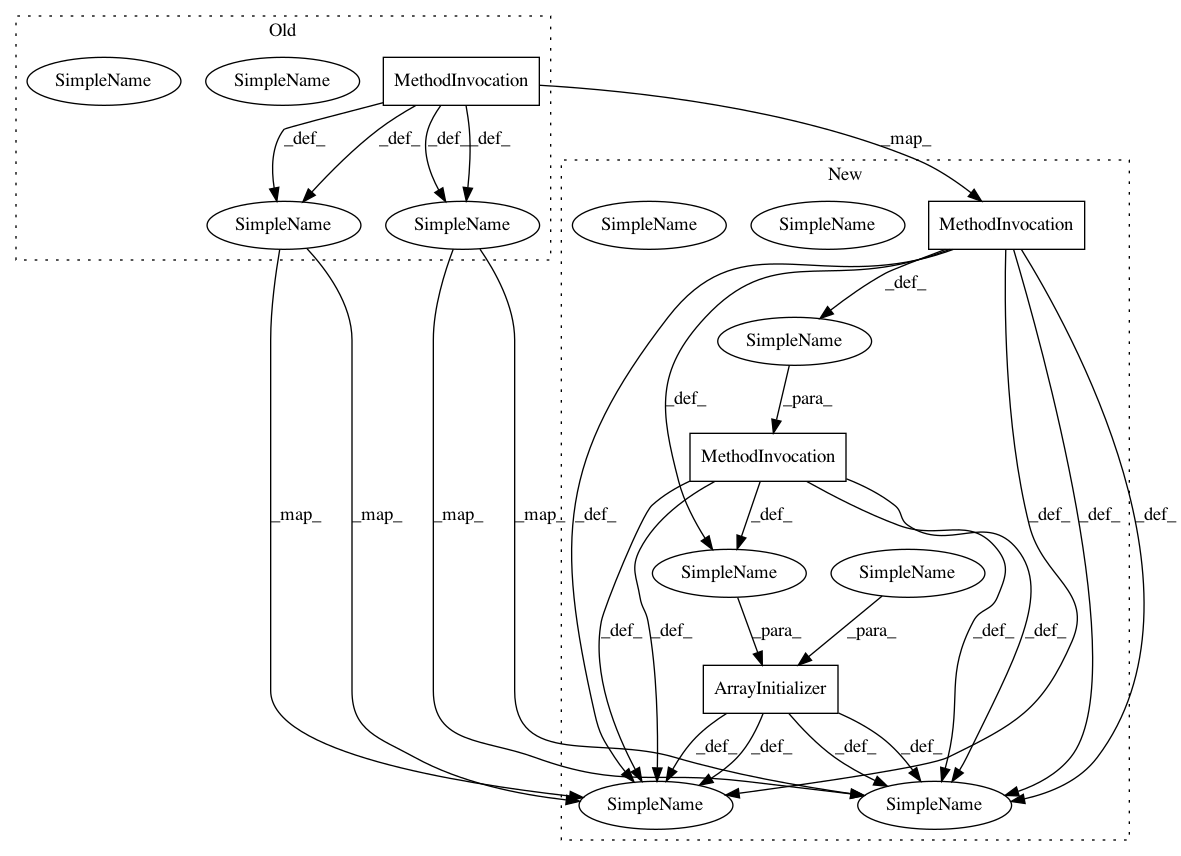 Old
SimpleName
SimpleName
MethodInvocation
_def_
_def_
_def_
_def_
_map_
New
SimpleName
SimpleName
SimpleName
SimpleName
MethodInvocation
_def_
SimpleName
_def_
_para_
MethodInvocation
_map_
_map_
_map_
_map_
_def_
_def_
_def_
_def_
_def_
SimpleName
SimpleName
_def_
_def_
_para_
_para_
_def_
_def_
ArrayInitializer
_def_
_def_
_def_
_def_
SimpleName
SimpleName